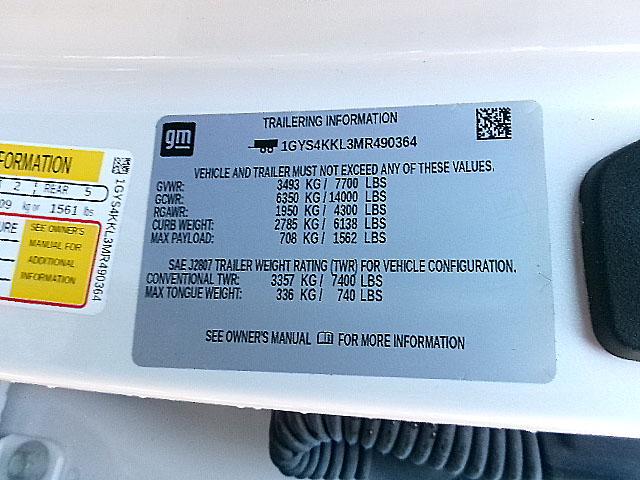 gm
TRAILERING INFORMATION
1GYS4KKL3MR490364
VEHICLE AND TRAILER MUST NOT EXCEED ANY OF THESE VALUES.
GVWR: 3493 KG / 7700 LBS
GCWR: 6350 KG / 14000 LBS
RGAWR: 1950 KG / 4300 LBS
CURB WEIGHT: 2785 KG / 6138 LBS
MAX PAYLOAD: 708 KG / 1562 LBS
SAE J2807 TRAILER WEIGHT RATING (TWR) FOR VEHICLE CONFIGURATION.
CONVENTIONAL TWR: 3357 KG / 7400 LBS
MAX TONGUE WEIGHT: 336 KG / 740 LBS
SEE OWNER'S MANUAL FOR MORE INFORMATION
FORMATION
2 REAR 5
09 kg or 1561 lbs
SEE OWNER'S
MANUAL FOR
ADDITIONAL
INFORMATION
1GYS4KKL3MR490364